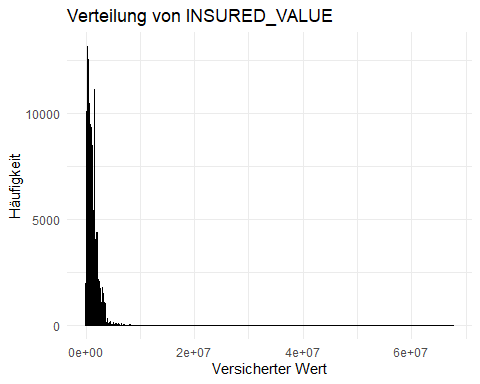 Verteilung von INSURED_VALUE
Häufigkeit
10000
5000
0
0e+00 2e+07 4e+07 6e+07
Versicherter Wert